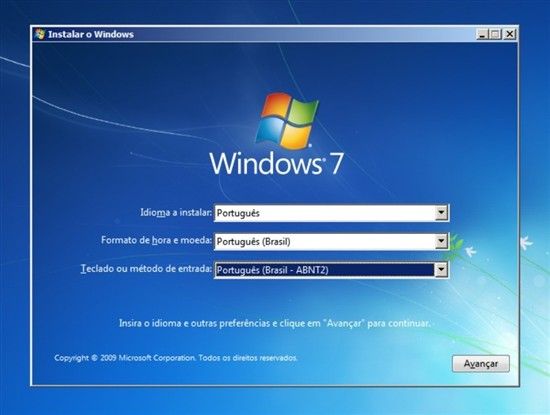 Instalar o Windows
Windows 7
Idioma a instalar: Português
Formato de hora e moeda: Português (Brasil)
Teclado ou método de entrada: Português (Brasil - ABNT2)
Insira o idioma e outras preferências e clique em "Avançar" para continuar.
Copyright © 2009 Microsoft Corporation. Todos os direitos reservados.
Avançar